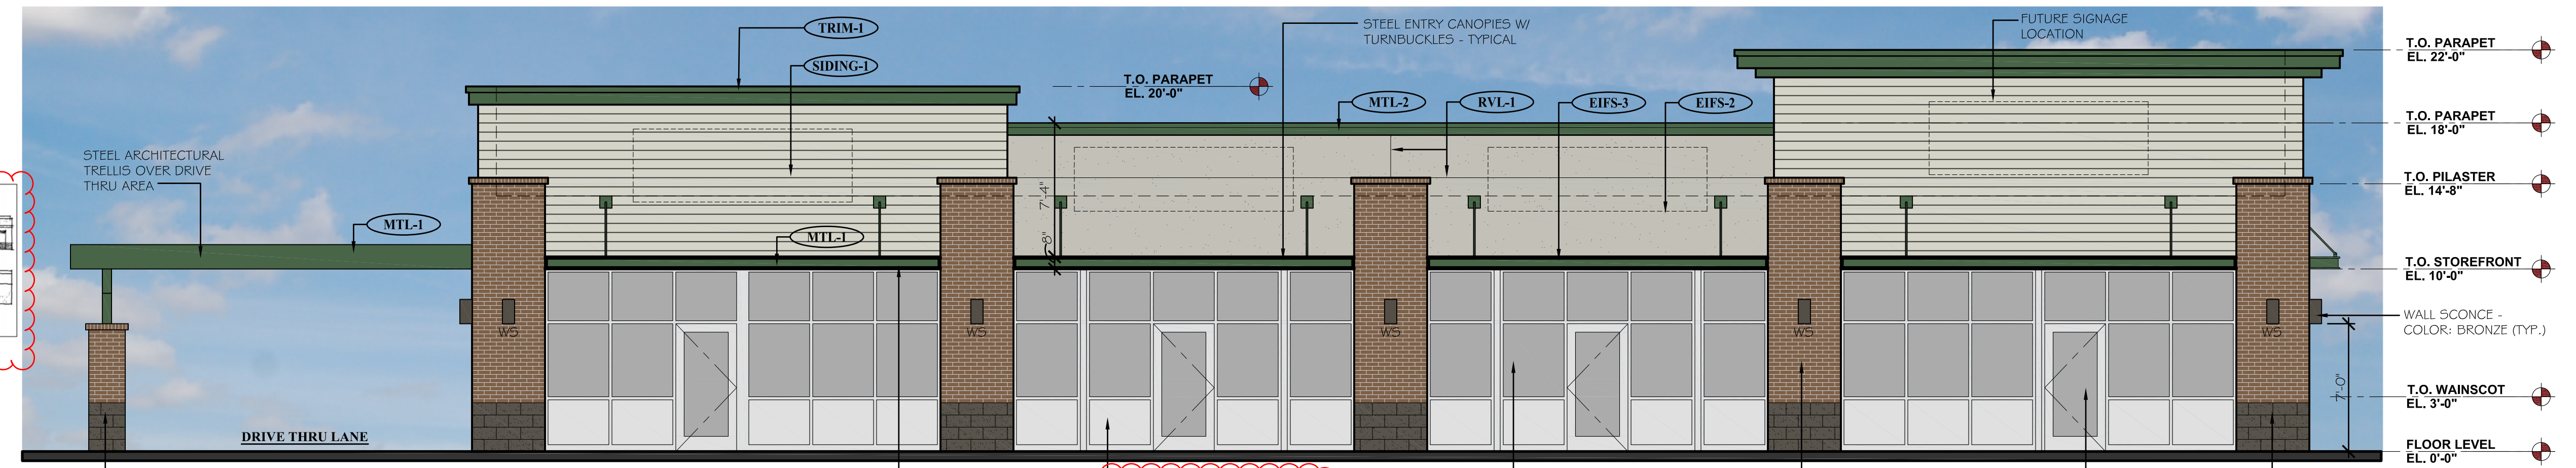 TRIM-1
SIDING-1
STEEL ENTRY CANOPIES W/
TURNBUCKLES - TYPICAL
FUTURE SIGNAGE
LOCATION
T.O. PARAPET
EL. 22'-0"
T.O. PARAPET
EL. 20'-0"
MTL-2
RVL-1
EIFS-3
EIFS-2
T.O. PARAPET
EL. 18'-0"
STEEL ARCHITECTURAL
TRELLIS OVER DRIVE
THRU AREA
T.O. PILASTER
EL. 14'-8"
7'-4"
MTL-1
MTL-1
8"
T.O. STOREFRONT
EL. 10'-0"
WS
WS
WS
WS
WS
WALL SCONCE -
COLOR: BRONZE (TYP.)
7'-0"
T.O. WAINSCOT
EL. 3'-0"
DRIVE THRU LANE
FLOOR LEVEL
EL. 0'-0"